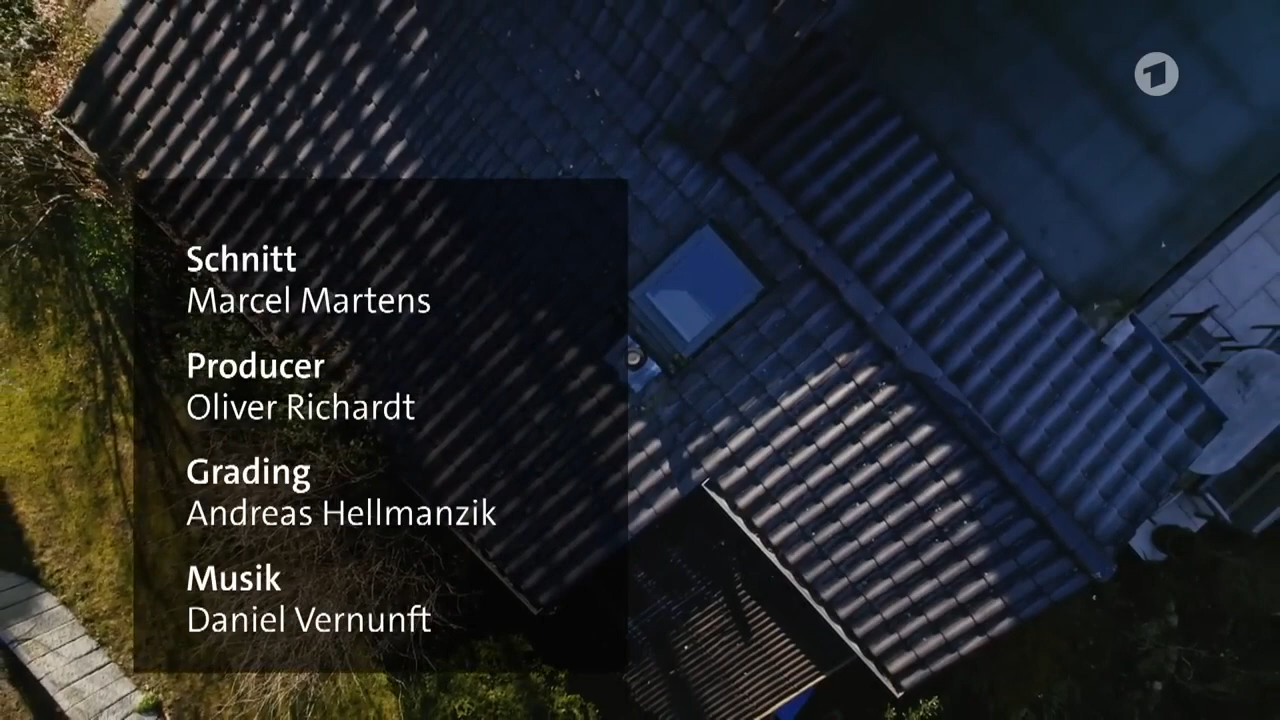 Schnitt
Marcel Martens
Producer
Oliver Richardt
Grading
Andreas Hellmanzik
Musik
Daniel Vernunft